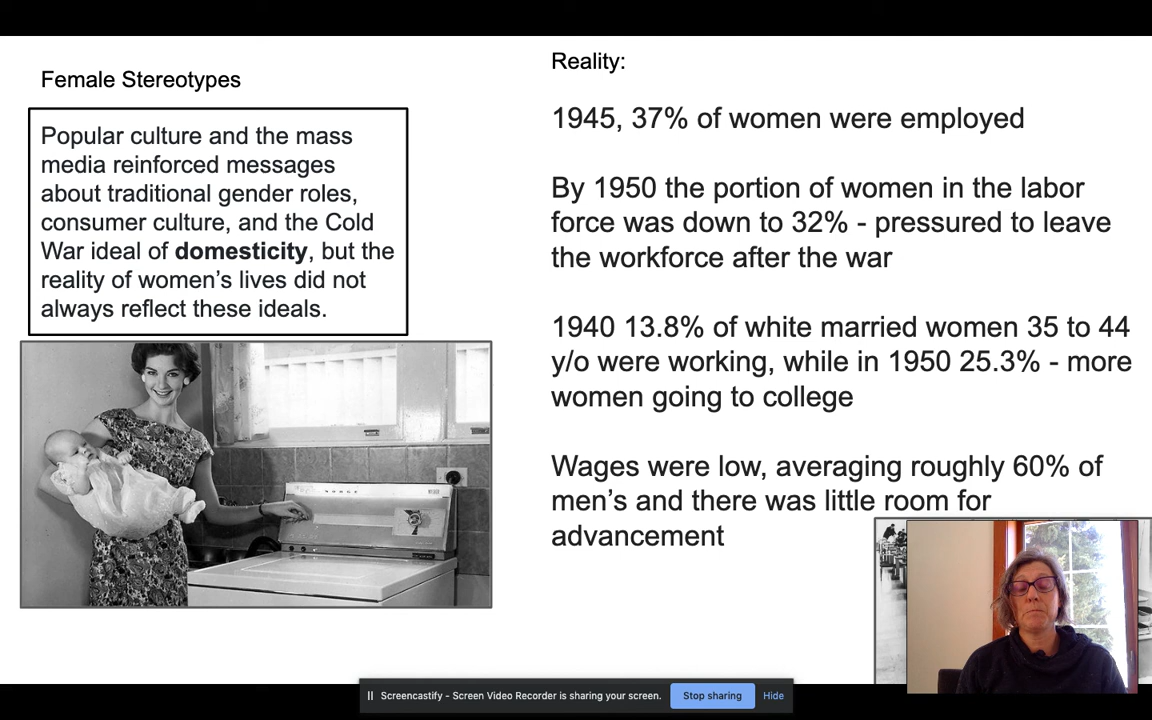 Female Stereotypes
Popular culture and the mass
media reinforced messages
about traditional gender roles,
consumer culture, and the Cold
War ideal of domesticity, but the
reality of women’s lives did not
always reflect these ideals.
Reality:
1945, 37% of women were employed
By 1950 the portion of women in the labor
force was down to 32% - pressured to leave
the workforce after the war
1940 13.8% of white married women 35 to 44
y/o were working, while in 1950 25.3% - more
women going to college
Wages were low, averaging roughly 60% of
men’s and there was little room for
advancement
Screencastify - Screen Video Recorder is sharing your screen.
Stop sharing
Hide